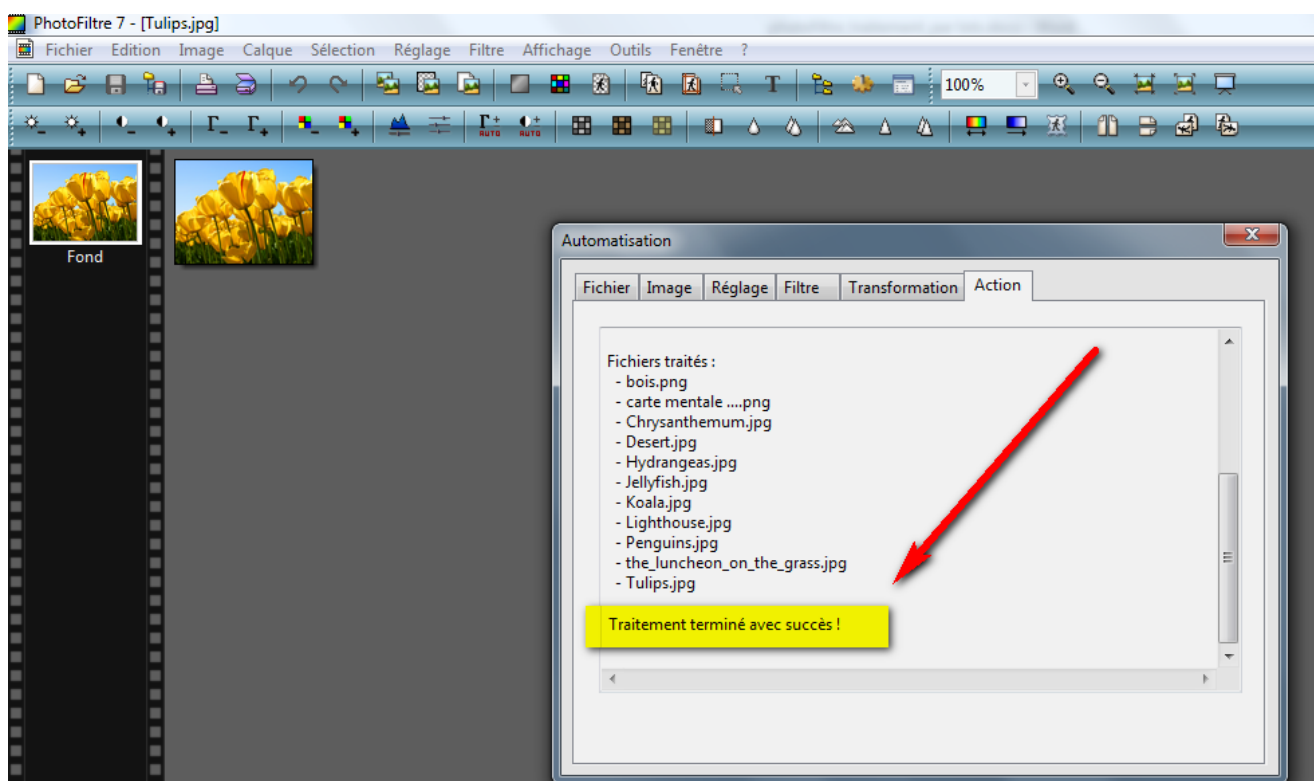 PhotoFiltre 7 - [Tulips.jpg]
Fichier Edition Image Calque Sélection Réglage Filtre Affichage Outils Fenêtre ?
T 100%
Γ- Γ+ Γ+ AUTO AUTO
Fond
Automatisation
Fichier Image Réglage Filtre Transformation Action
Fichiers traités :
- bois.png
- carte mentale ....png
- Chrysanthemum.jpg
- Desert.jpg
- Hydrangeas.jpg
- Jellyfish.jpg
- Koala.jpg
- Lighthouse.jpg
- Penguins.jpg
- the_luncheon_on_the_grass.jpg
- Tulips.jpg
Traitement terminé avec succès !